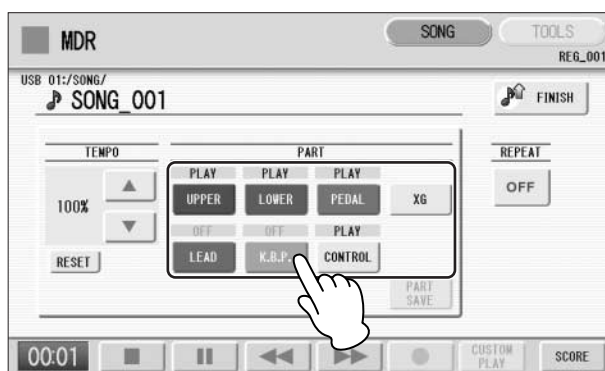 MDR SONG TOOLS
REG_001
USB 01:/SONG/
SONG_001 FINISH
TEMPO PART REPEAT
PLAY PLAY PLAY
100% UPPER LOWER PEDAL XG OFF
OFF OFF PLAY
RESET LEAD K.B.P. CONTROL
PART
SAVE
00:01 CUSTOM
PLAY SCORE